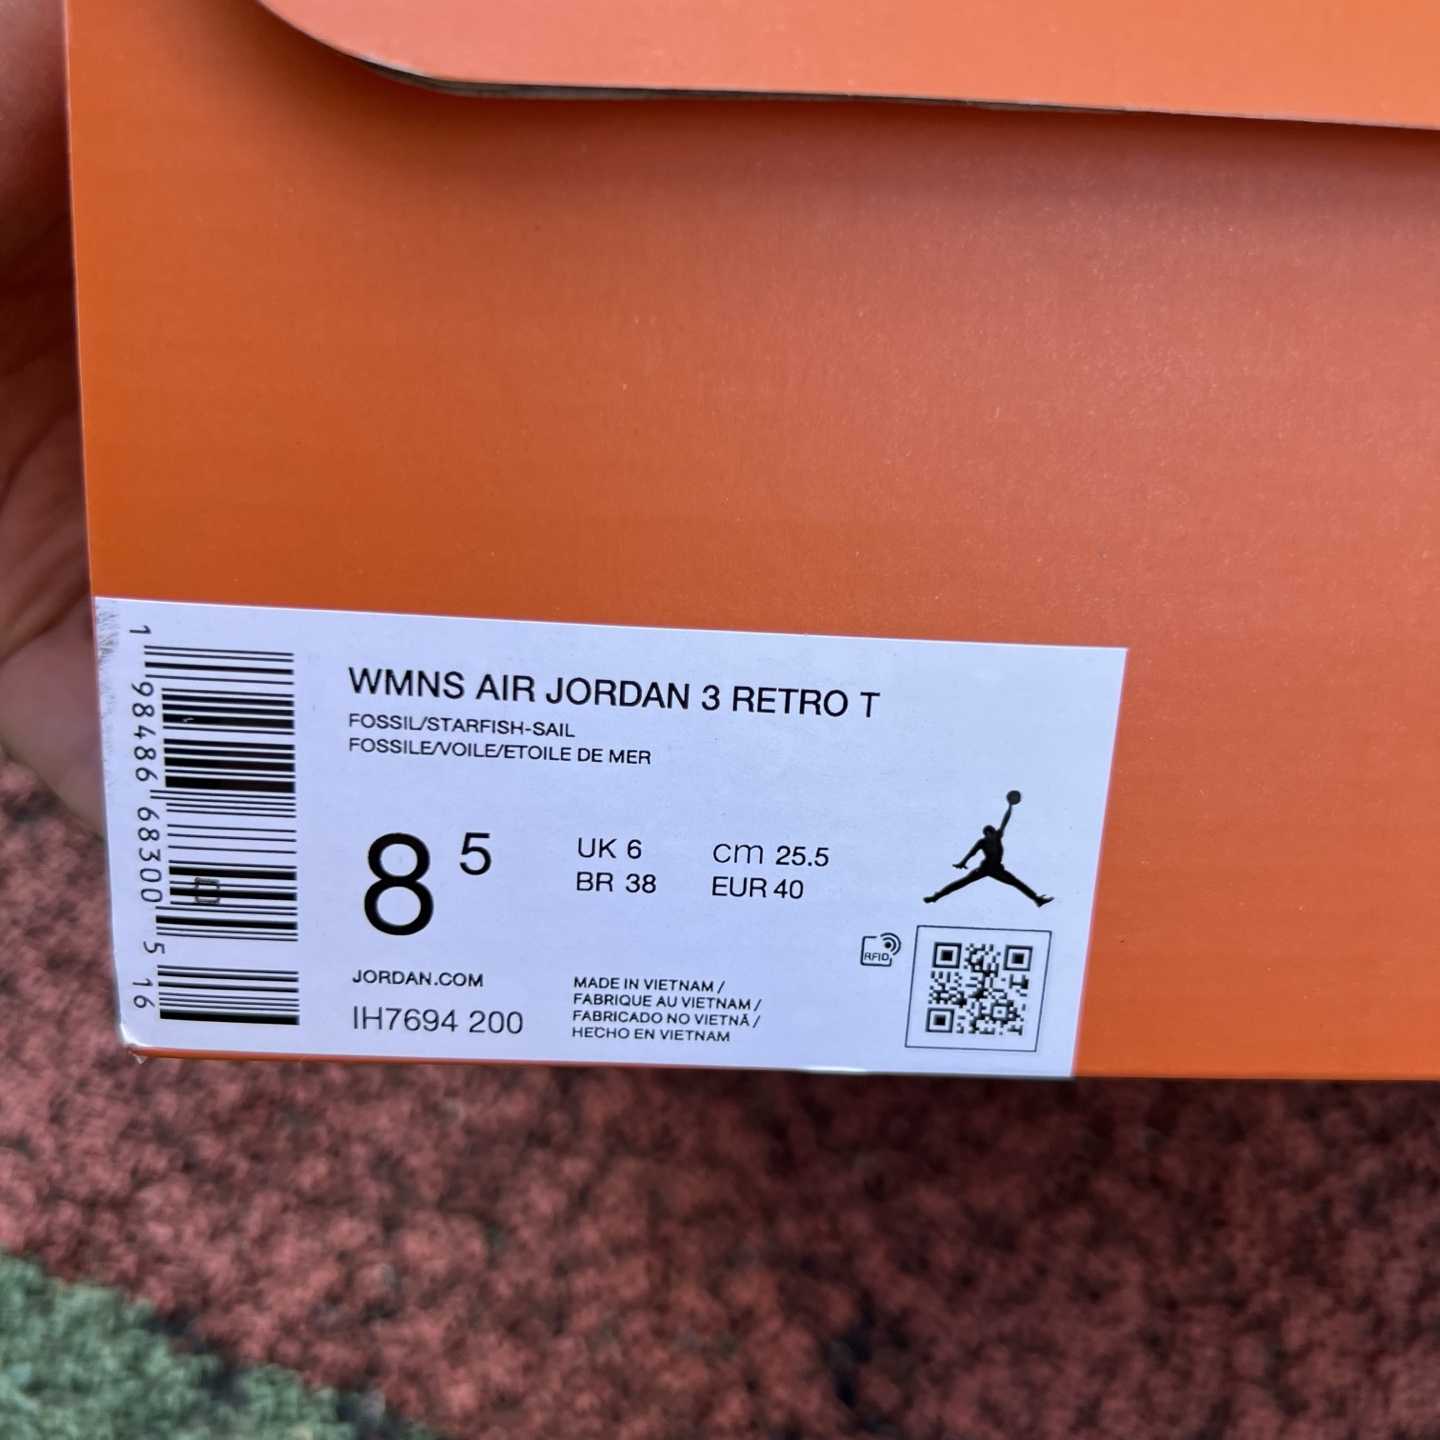 WMNS AIR JORDAN 3 RETRO T
FOSSIL/STARFISH-SAIL
FOSSILE/VOILE/ETOILE DE MER
8 5
UK 6
cm 25.5
BR 38
EUR 40
JORDAN.COM
IH7694 200
MADE IN VIETNAM /
FABRIQUE AU VIETNAM /
FABRICADO NO VIETNÃ /
HECHO EN VIETNAM
RFID
1 98486 68300 5 16